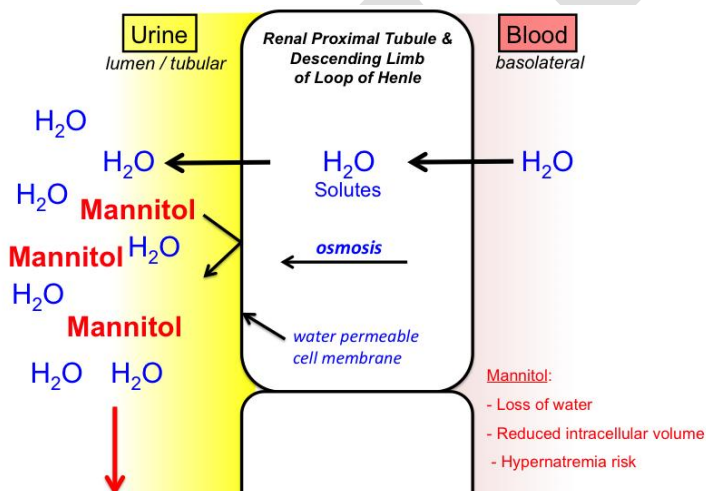 Urine
lumen / tubular
Renal Proximal Tubule &
Descending Limb
of Loop of Henle
Blood
basolateral
H₂O
H₂O
H₂O
Solutes
H₂O
H₂O
Mannitol
Mannitol
H₂O
osmosis
H₂O
Mannitol
water permeable
cell membrane
H₂O
H₂O
Mannitol:
- Loss of water
- Reduced intracellular volume
- Hypernatremia risk